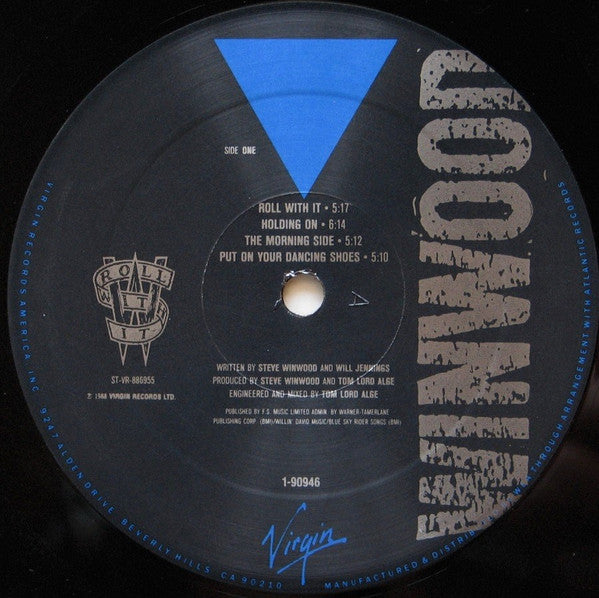 SIDE ONE
ROLL WITH IT • 5:17
HOLDING ON • 6:14
THE MORNING SIDE • 5:12
PUT ON YOUR DANCING SHOES • 5:10
WINWOOD
ROLL
WITH
IT
ST-VR-886955
℗ 1988 VIRGIN RECORDS LTD.
WRITTEN BY STEVE WINWOOD AND WILL JENNINGS
PRODUCED BY STEVE WINWOOD AND TOM LORD ALGE
ENGINEERED AND MIXED BY TOM LORD ALGE
PUBLISHED BY F.S. MUSIC LIMITED ADMIN. BY WARNER-TAMERLANE
PUBLISHING CORP. (BMI)/WILLIN' DAVID MUSIC/BLUE SKY RIDER SONGS (BMI)
1-90946
Virgin
VIRGIN RECORDS AMERICA, INC. 9247 ALDEN DRIVE, BEVERLY HILLS, CA 90210 · MANUFACTURED & DISTRIB THROUGH ARRANGEMENT WITH ATLANTIC RECORDS